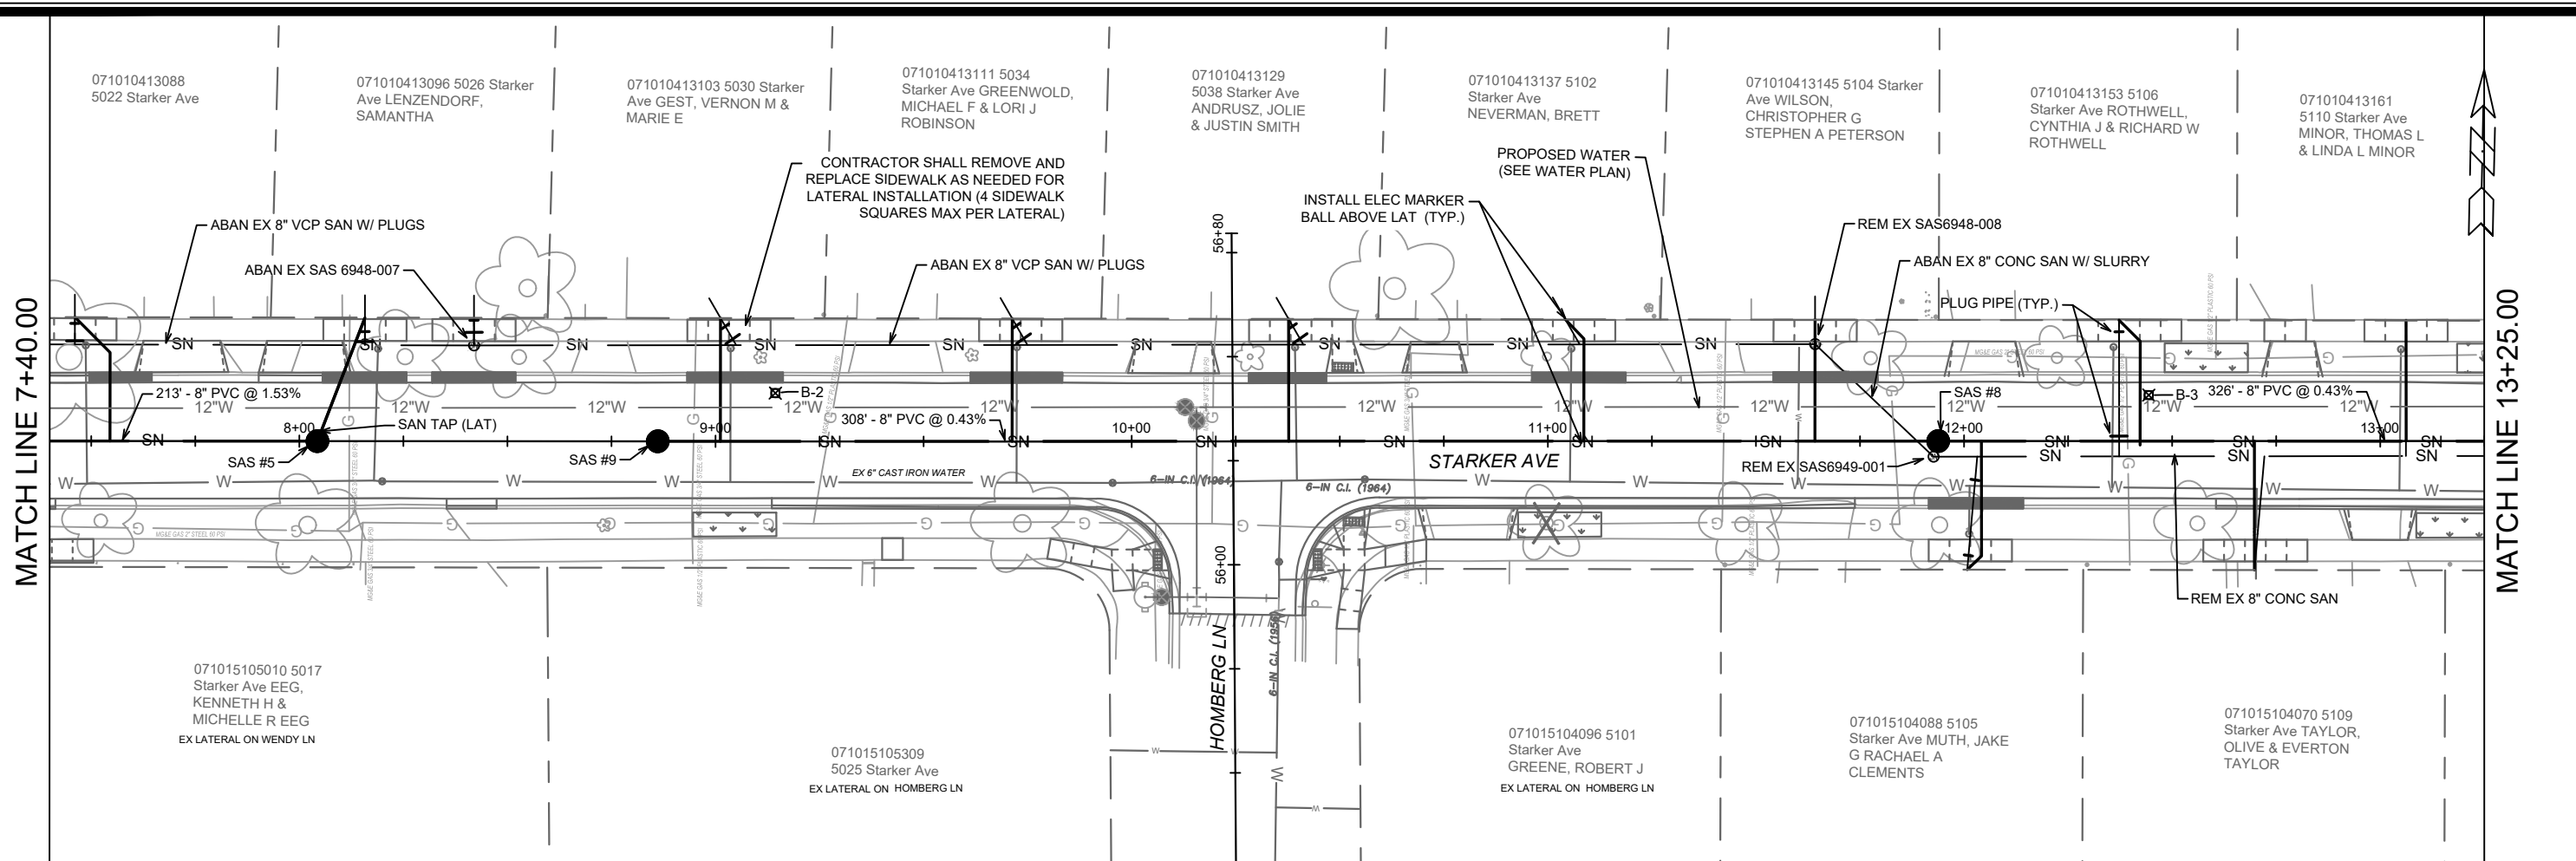 071010413088
5022 Starker Ave
071010413096 5026 Starker
Ave LENZENDORF,
SAMANTHA
071010413103 5030 Starker
Ave GEST, VERNON M &
MARIE E
071010413111 5034
Starker Ave GREENWOLD,
MICHAEL F & LORI J
ROBINSON
071010413129
5038 Starker Ave
ANDRUSZ, JOLIE
& JUSTIN SMITH
071010413137 5102
Starker Ave
NEVERMAN, BRETT
071010413145 5104 Starker
Ave WILSON,
CHRISTOPHER G
STEPHEN A PETERSON
071010413153 5106
Starker Ave ROTHWELL,
CYNTHIA J & RICHARD W
ROTHWELL
071010413161
5110 Starker Ave
MINOR, THOMAS L
& LINDA L MINOR
N
CONTRACTOR SHALL REMOVE AND
REPLACE SIDEWALK AS NEEDED FOR
LATERAL INSTALLATION (4 SIDEWALK
SQUARES MAX PER LATERAL)
PROPOSED WATER
(SEE WATER PLAN)
INSTALL ELEC MARKER
BALL ABOVE LAT (TYP.)
ABAN EX 8" VCP SAN W/ PLUGS
ABAN EX SAS 6948-007
ABAN EX 8" VCP SAN W/ PLUGS
56+80
REM EX SAS6948-008
ABAN EX 8" CONC SAN W/ SLURRY
PLUG PIPE (TYP.)
MATCH LINE 7+40.00
MATCH LINE 13+25.00
SN SN SN SN SN SN SN SN
213' - 8" PVC @ 1.53%
B-2
SAS #8
B-3
326' - 8" PVC @ 0.43%
12"W 12"W 12"W 12"W 12"W 12"W 12"W 12"W 12"W 12"W 12"W
308' - 8" PVC @ 0.43%
SAN TAP (LAT)
8+00
9+00
10+00
11+00
12+00
13+00
SN SN SN SN SN SN SN SN SN SN SN
SAS #5
SAS #9
STARKER AVE
REM EX SAS6949-001
SN SN SN
EX 6" CAST IRON WATER
6-IN C.I. (1964)
6-IN C.I. (1964)
W W W W W W W W W W W W
MG&E GAS 2" STEEL 60 PSI
56+00
REM EX 8" CONC SAN
HOMBERG LN
071015105010 5017
Starker Ave EEG,
KENNETH H &
MICHELLE R EEG
EX LATERAL ON WENDY LN
071015105309
5025 Starker Ave
EX LATERAL ON HOMBERG LN
071015104096 5101
Starker Ave
GREENE, ROBERT J
EX LATERAL ON HOMBERG LN
071015104088 5105
Starker Ave MUTH, JAKE
G RACHAEL A
CLEMENTS
071015104070 5109
Starker Ave TAYLOR,
OLIVE & EVERTON
TAYLOR